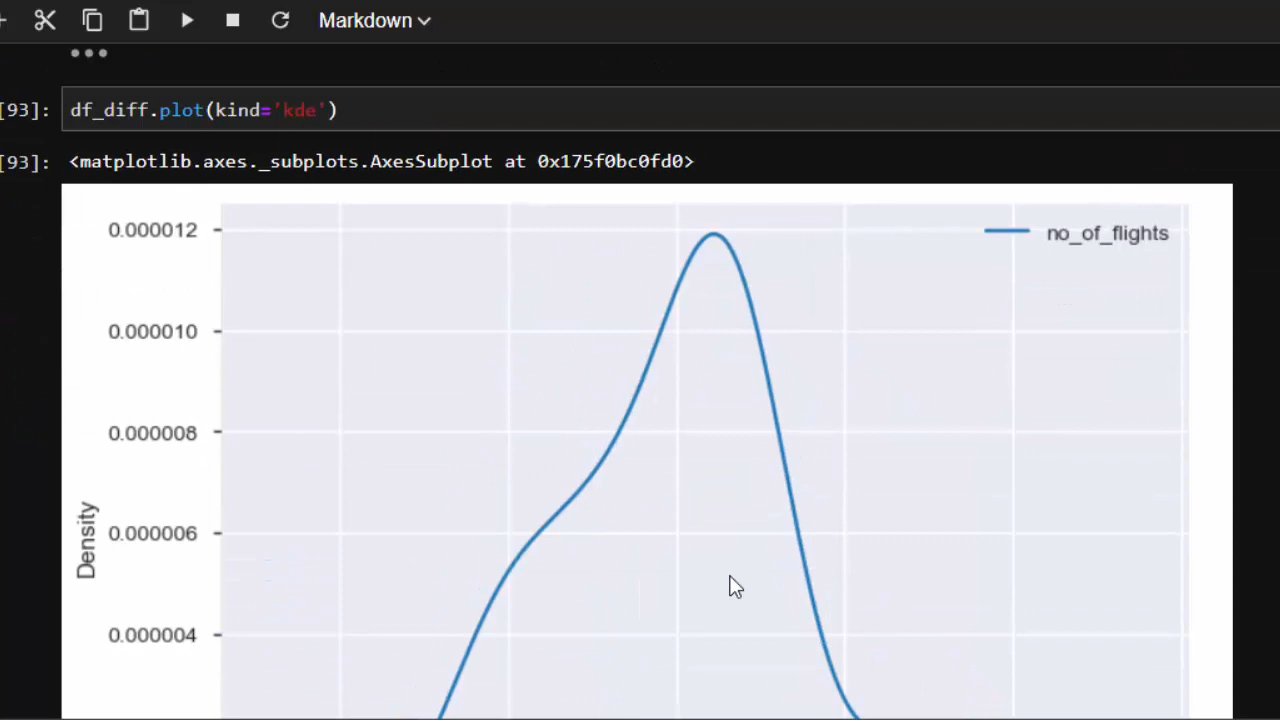 Markdown
[93]: df_diff.plot(kind='kde')
[93]: <matplotlib.axes._subplots.AxesSubplot at 0x175f0bc0fd0>
0.000012
no_of_flights
0.000010
0.000008
Density
0.000006
0.000004